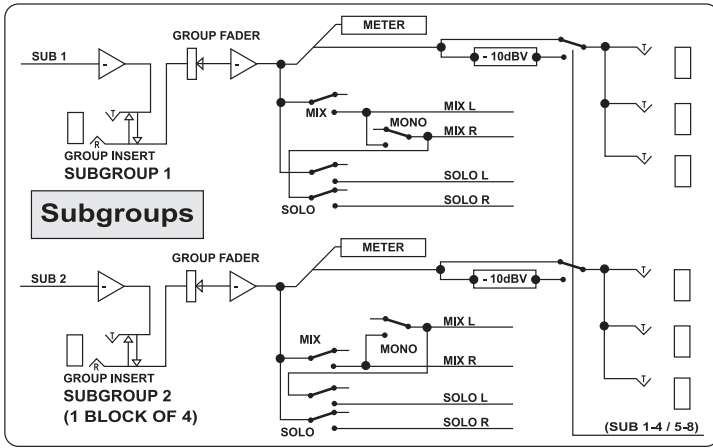 METER
GROUP FADER
SUB 1
-
-
- 10dBV
T
T
MIX
MIX L
MONO
MIX R
T
R
GROUP INSERT
SUBGROUP 1
T
SOLO L
SOLO
SOLO R
Subgroups
METER
GROUP FADER
SUB 2
-
-
- 10dBV
T
MIX L
MIX
MONO
T
T
MIX R
R
GROUP INSERT
SUBGROUP 2
(1 BLOCK OF 4)
T
SOLO L
SOLO
SOLO R
(SUB 1-4 / 5-8)